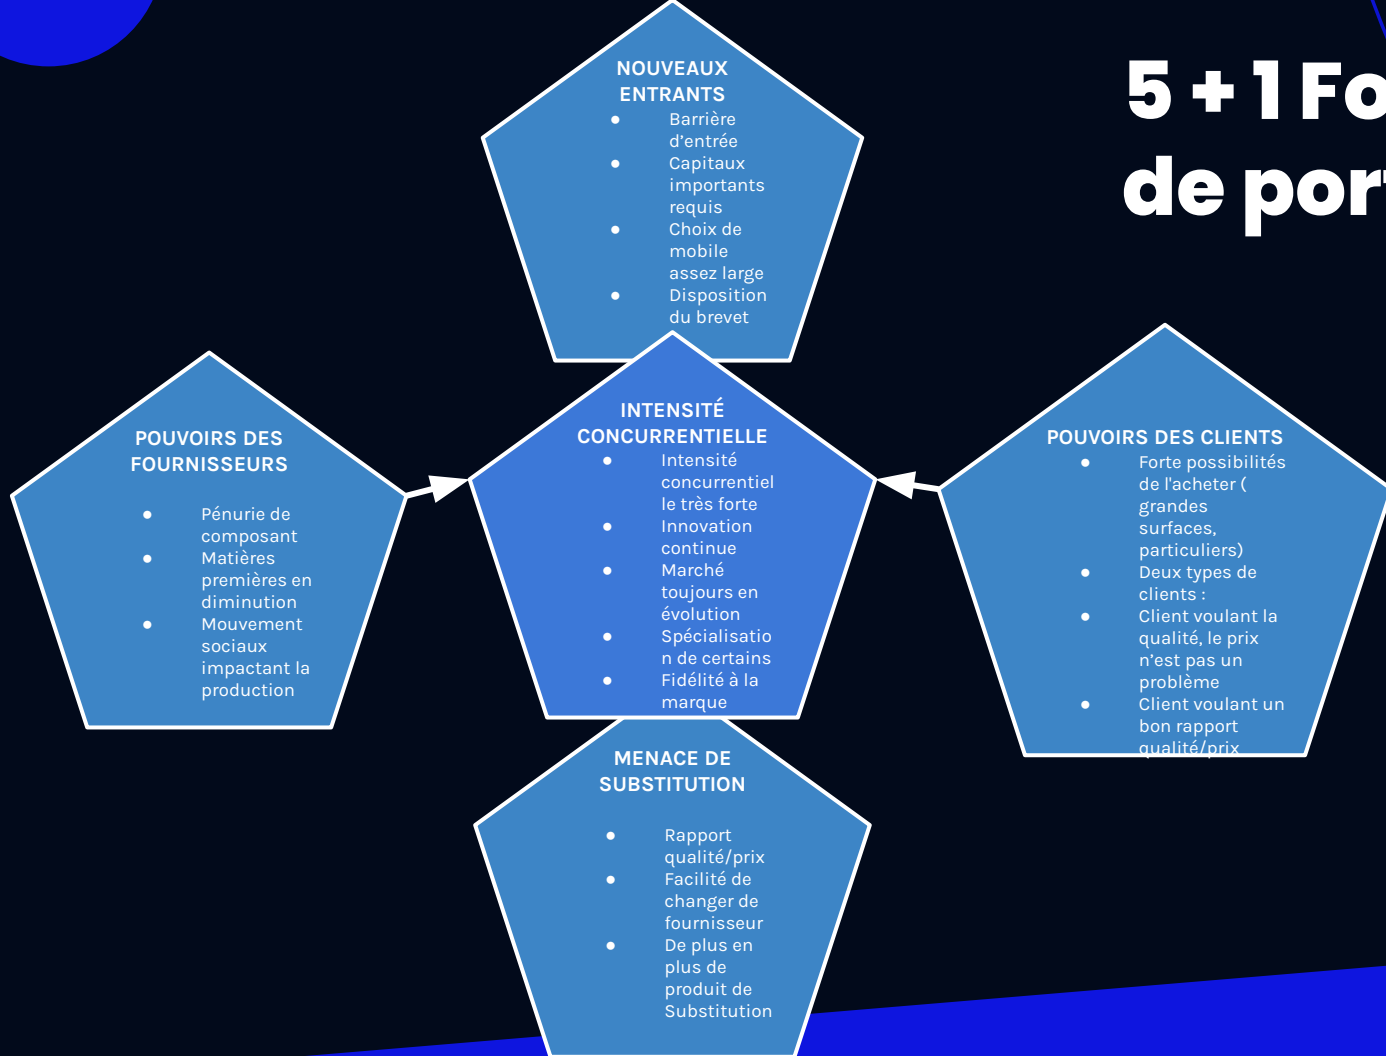 5 + 1 Fo
de por
NOUVEAUX
ENTRANTS
● Barrière
d'entrée
● Capitaux
importants
requis
● Choix de
mobile
assez large
● Disposition
du brevet
POUVOIRS DES
FOURNISSEURS
● Pénurie de
composant
● Matières
premières en
diminution
● Mouvement
sociaux
impactant la
production
INTENSITÉ
CONCURRENTIELLE
● Intensité
concurrentiel
le très forte
● Innovation
continue
● Marché
toujours en
évolution
● Spécialisatio
n de certains
● Fidélité à la
marque
POUVOIRS DES CLIENTS
● Forte possibilités
de l'acheter (
grandes
surfaces,
particuliers)
● Deux types de
clients :
● Client voulant la
qualité, le prix
n'est pas un
problème
● Client voulant un
bon rapport
qualité/prix
MENACE DE
SUBSTITUTION
● Rapport
qualité/prix
● Facilité de
changer de
fournisseur
● De plus en
plus de
produit de
Substitution